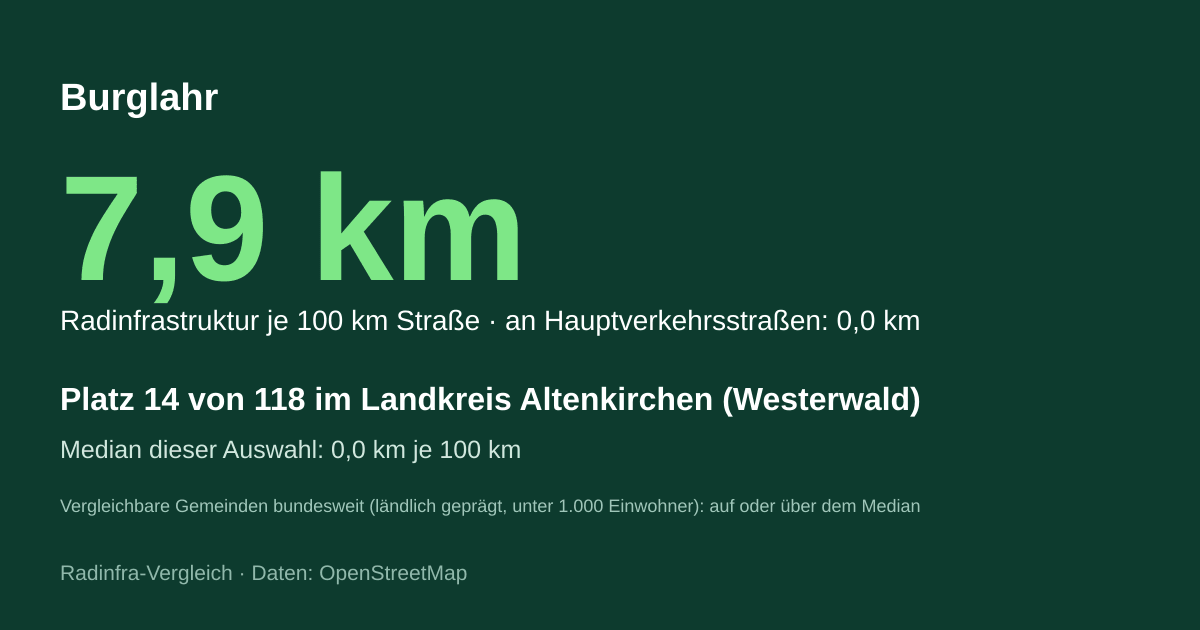 Burglahr
7,9 km
Radinfrastruktur je 100 km Straße · an Hauptverkehrsstraßen: 0,0 km
Platz 14 von 118 im Landkreis Altenkirchen (Westerwald)
Median dieser Auswahl: 0,0 km je 100 km
Vergleichbare Gemeinden bundesweit (ländlich geprägt, unter 1.000 Einwohner): auf oder über dem Median
Radinfra-Vergleich · Daten: OpenStreetMap